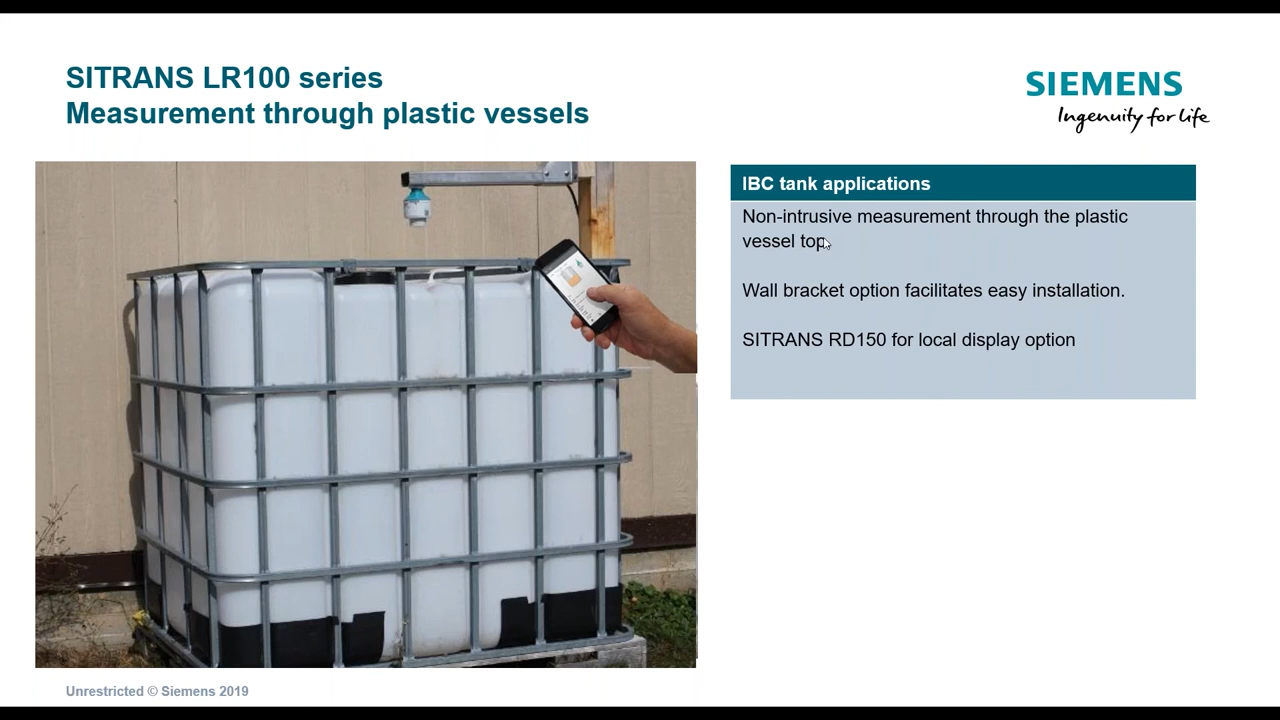 SITRANS LR100 series
Measurement through plastic vessels
SIEMENS
Ingenuity for life
IBC tank applications
Non-intrusive measurement through the plastic
vessel top.
Wall bracket option facilitates easy installation.
SITRANS RD150 for local display option
Unrestricted © Siemens 2019